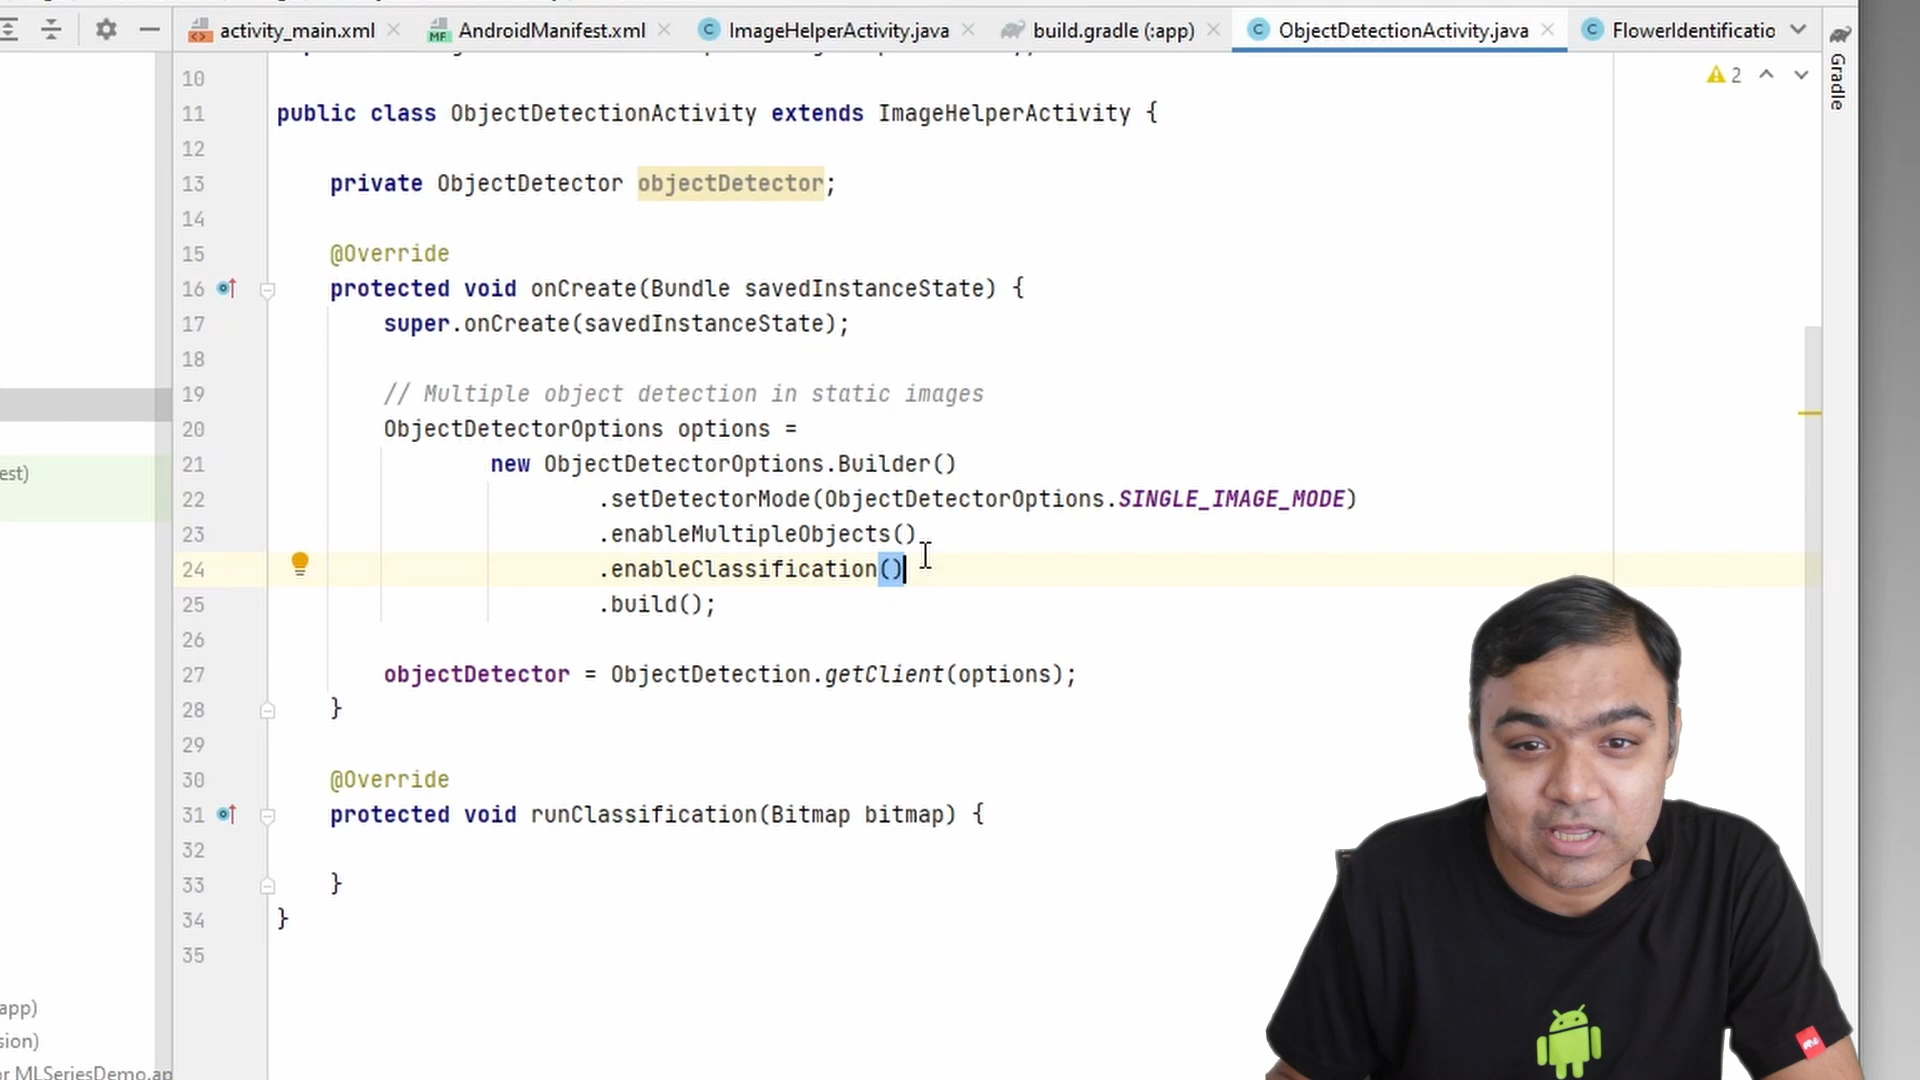 activity_main.xml
AndroidManifest.xml
ImageHelperActivity.java
build.gradle (:app)
ObjectDetectionActivity.java
FlowerIdentificatio
Gradle
2
10
11 public class ObjectDetectionActivity extends ImageHelperActivity {
12
13 private ObjectDetector objectDetector;
14
15 @Override
16 protected void onCreate(Bundle savedInstanceState) {
17 super.onCreate(savedInstanceState);
18
19 // Multiple object detection in static images
20 ObjectDetectorOptions options =
21 new ObjectDetectorOptions.Builder()
22 .setDetectorMode(ObjectDetectorOptions.SINGLE_IMAGE_MODE)
23 .enableMultipleObjects()
24 .enableClassification()
25 .build();
26
27 objectDetector = ObjectDetection.getClient(options);
28 }
29
30 @Override
31 protected void runClassification(Bitmap bitmap) {
32
33 }
34 }
35
est)
app)
sion)
or MLSeriesDemo.ap